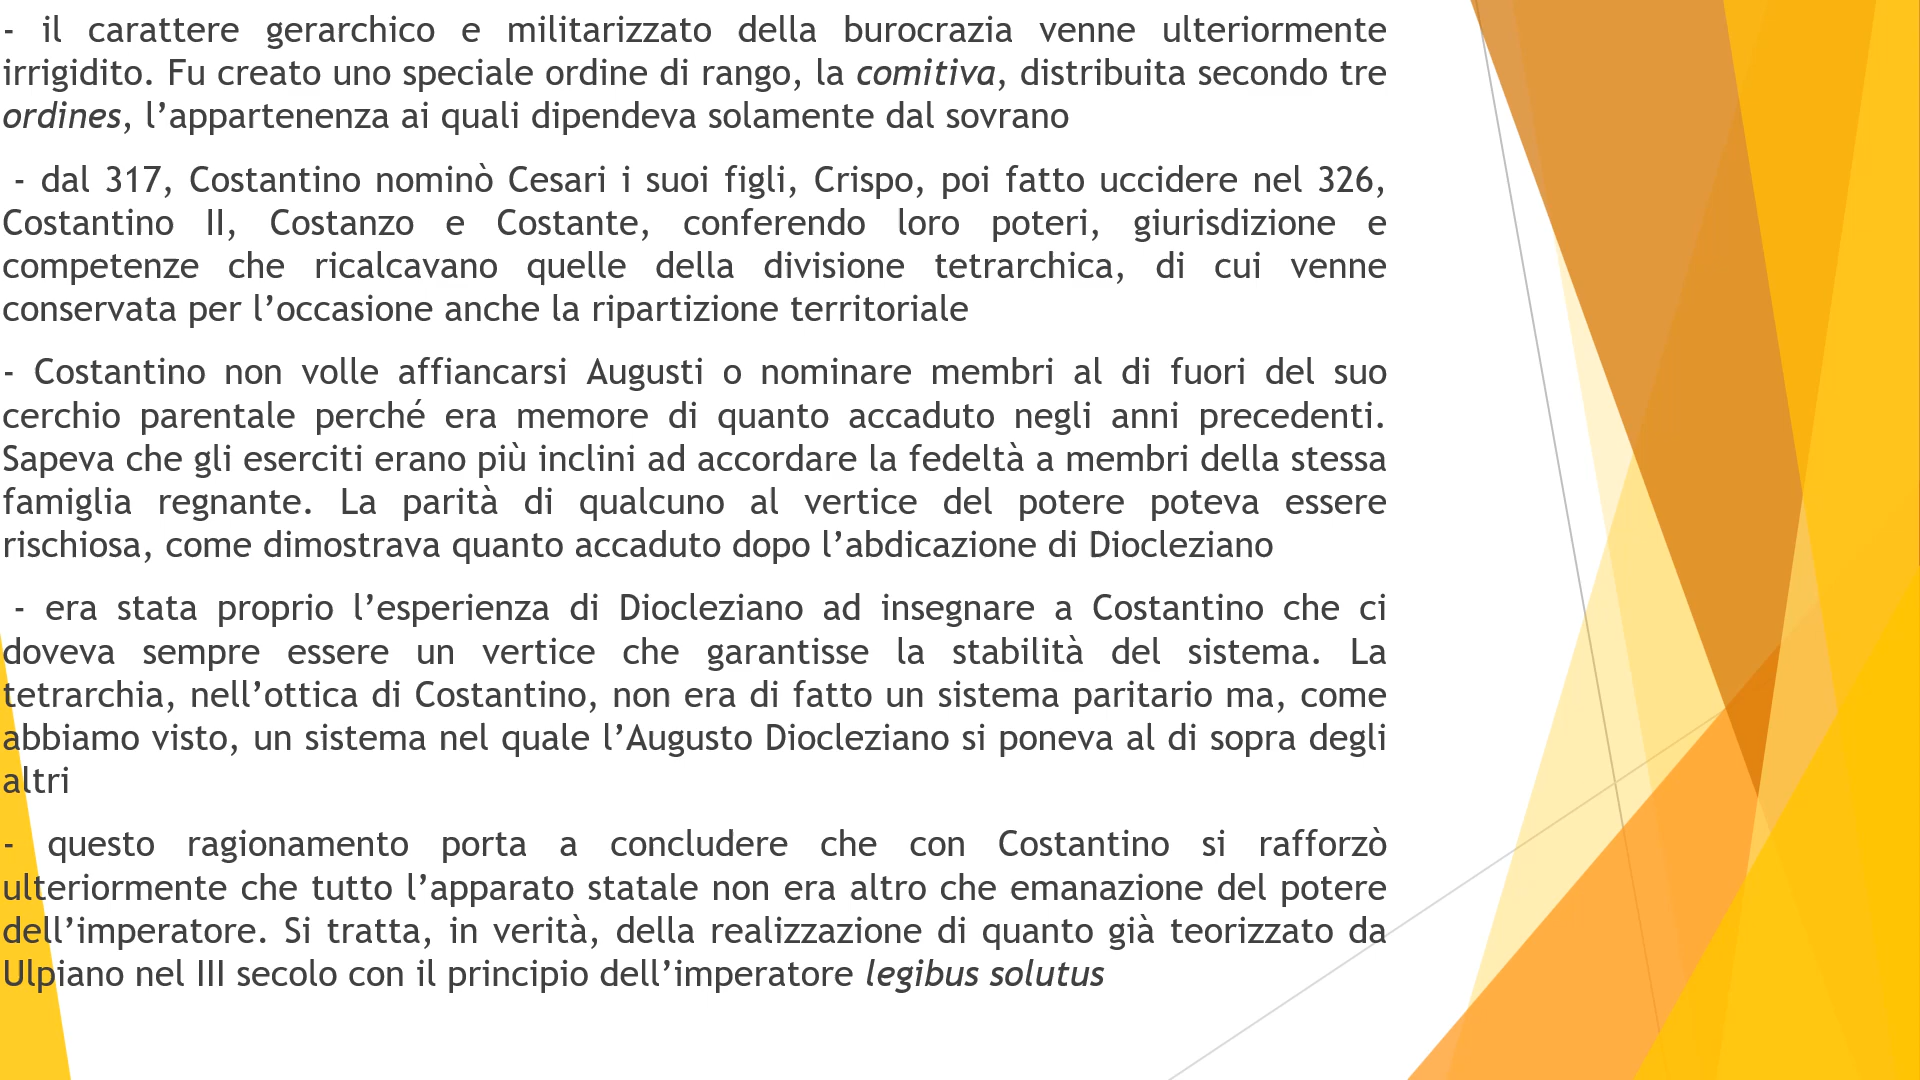 - il carattere gerarchico e militarizzato della burocrazia venne ulteriormente
irrigidito. Fu creato uno speciale ordine di rango, la comitiva, distribuita secondo tre
ordines, l’appartenenza ai quali dipendeva solamente dal sovrano
- dal 317, Costantino nominò Cesari i suoi figli, Crispo, poi fatto uccidere nel 326,
Costantino II, Costanzo e Costante, conferendo loro poteri, giurisdizione e
competenze che ricalcavano quelle della divisione tetrarchica, di cui venne
conservata per l’occasione anche la ripartizione territoriale
- Costantino non volle affiancarsi Augusti o nominare membri al di fuori del suo
cerchio parentale perché era memore di quanto accaduto negli anni precedenti.
Sapeva che gli eserciti erano più inclini ad accordare la fedeltà a membri della stessa
famiglia regnante. La parità di qualcuno al vertice del potere poteva essere
rischiosa, come dimostrava quanto accaduto dopo l’abdicazione di Diocleziano
- era stata proprio l’esperienza di Diocleziano ad insegnare a Costantino che ci
doveva sempre essere un vertice che garantisse la stabilità del sistema. La
tetrarchia, nell’ottica di Costantino, non era di fatto un sistema paritario ma, come
abbiamo visto, un sistema nel quale l’Augusto Diocleziano si poneva al di sopra degli
altri
- questo ragionamento porta a concludere che con Costantino si rafforzò
ulteriormente che tutto l’apparato statale non era altro che emanazione del potere
dell’imperatore. Si tratta, in verità, della realizzazione di quanto già teorizzato da
Ulpiano nel III secolo con il principio dell’imperatore legibus solutus